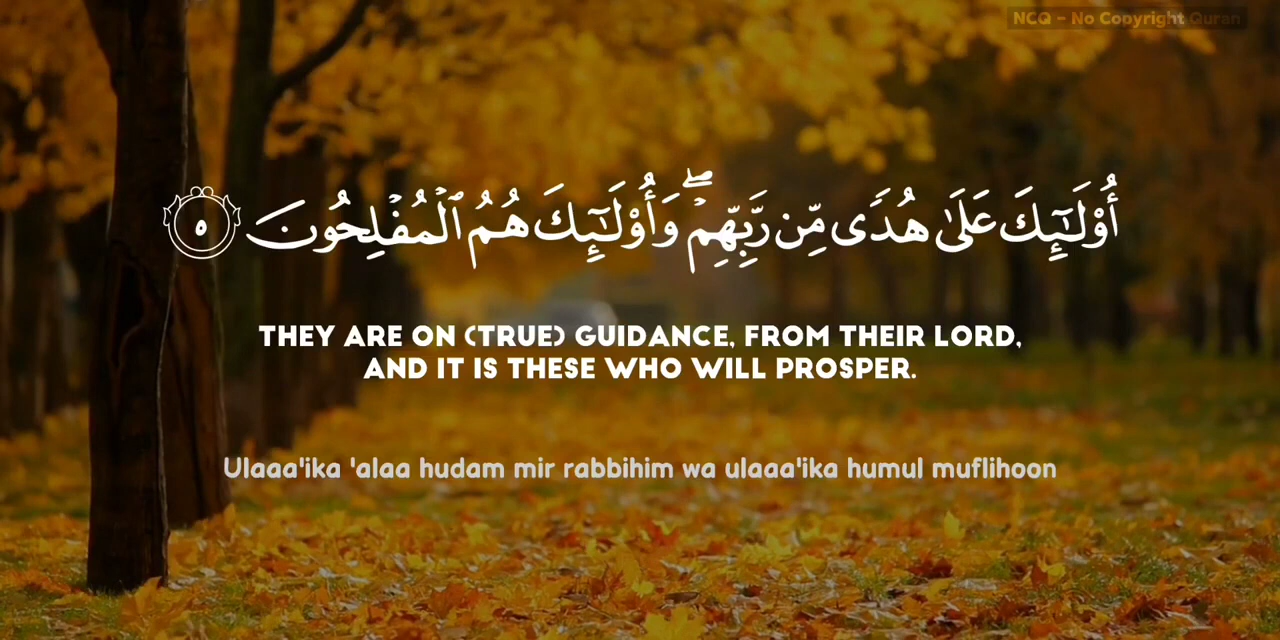 NCQ - No Copyright Quran
أُوْلَـٰٓئِكَ عَلَىٰ هُدًى مِّن رَّبِّهِمْ ۖ وَأُوْلَـٰٓئِكَ هُمُ ٱلْمُفْلِحُونَ ٥
THEY ARE ON (TRUE) GUIDANCE, FROM THEIR LORD,
AND IT IS THESE WHO WILL PROSPER.
Ulaaa'ika 'alaa hudam mir rabbihim wa ulaaa'ika humul muflihoon